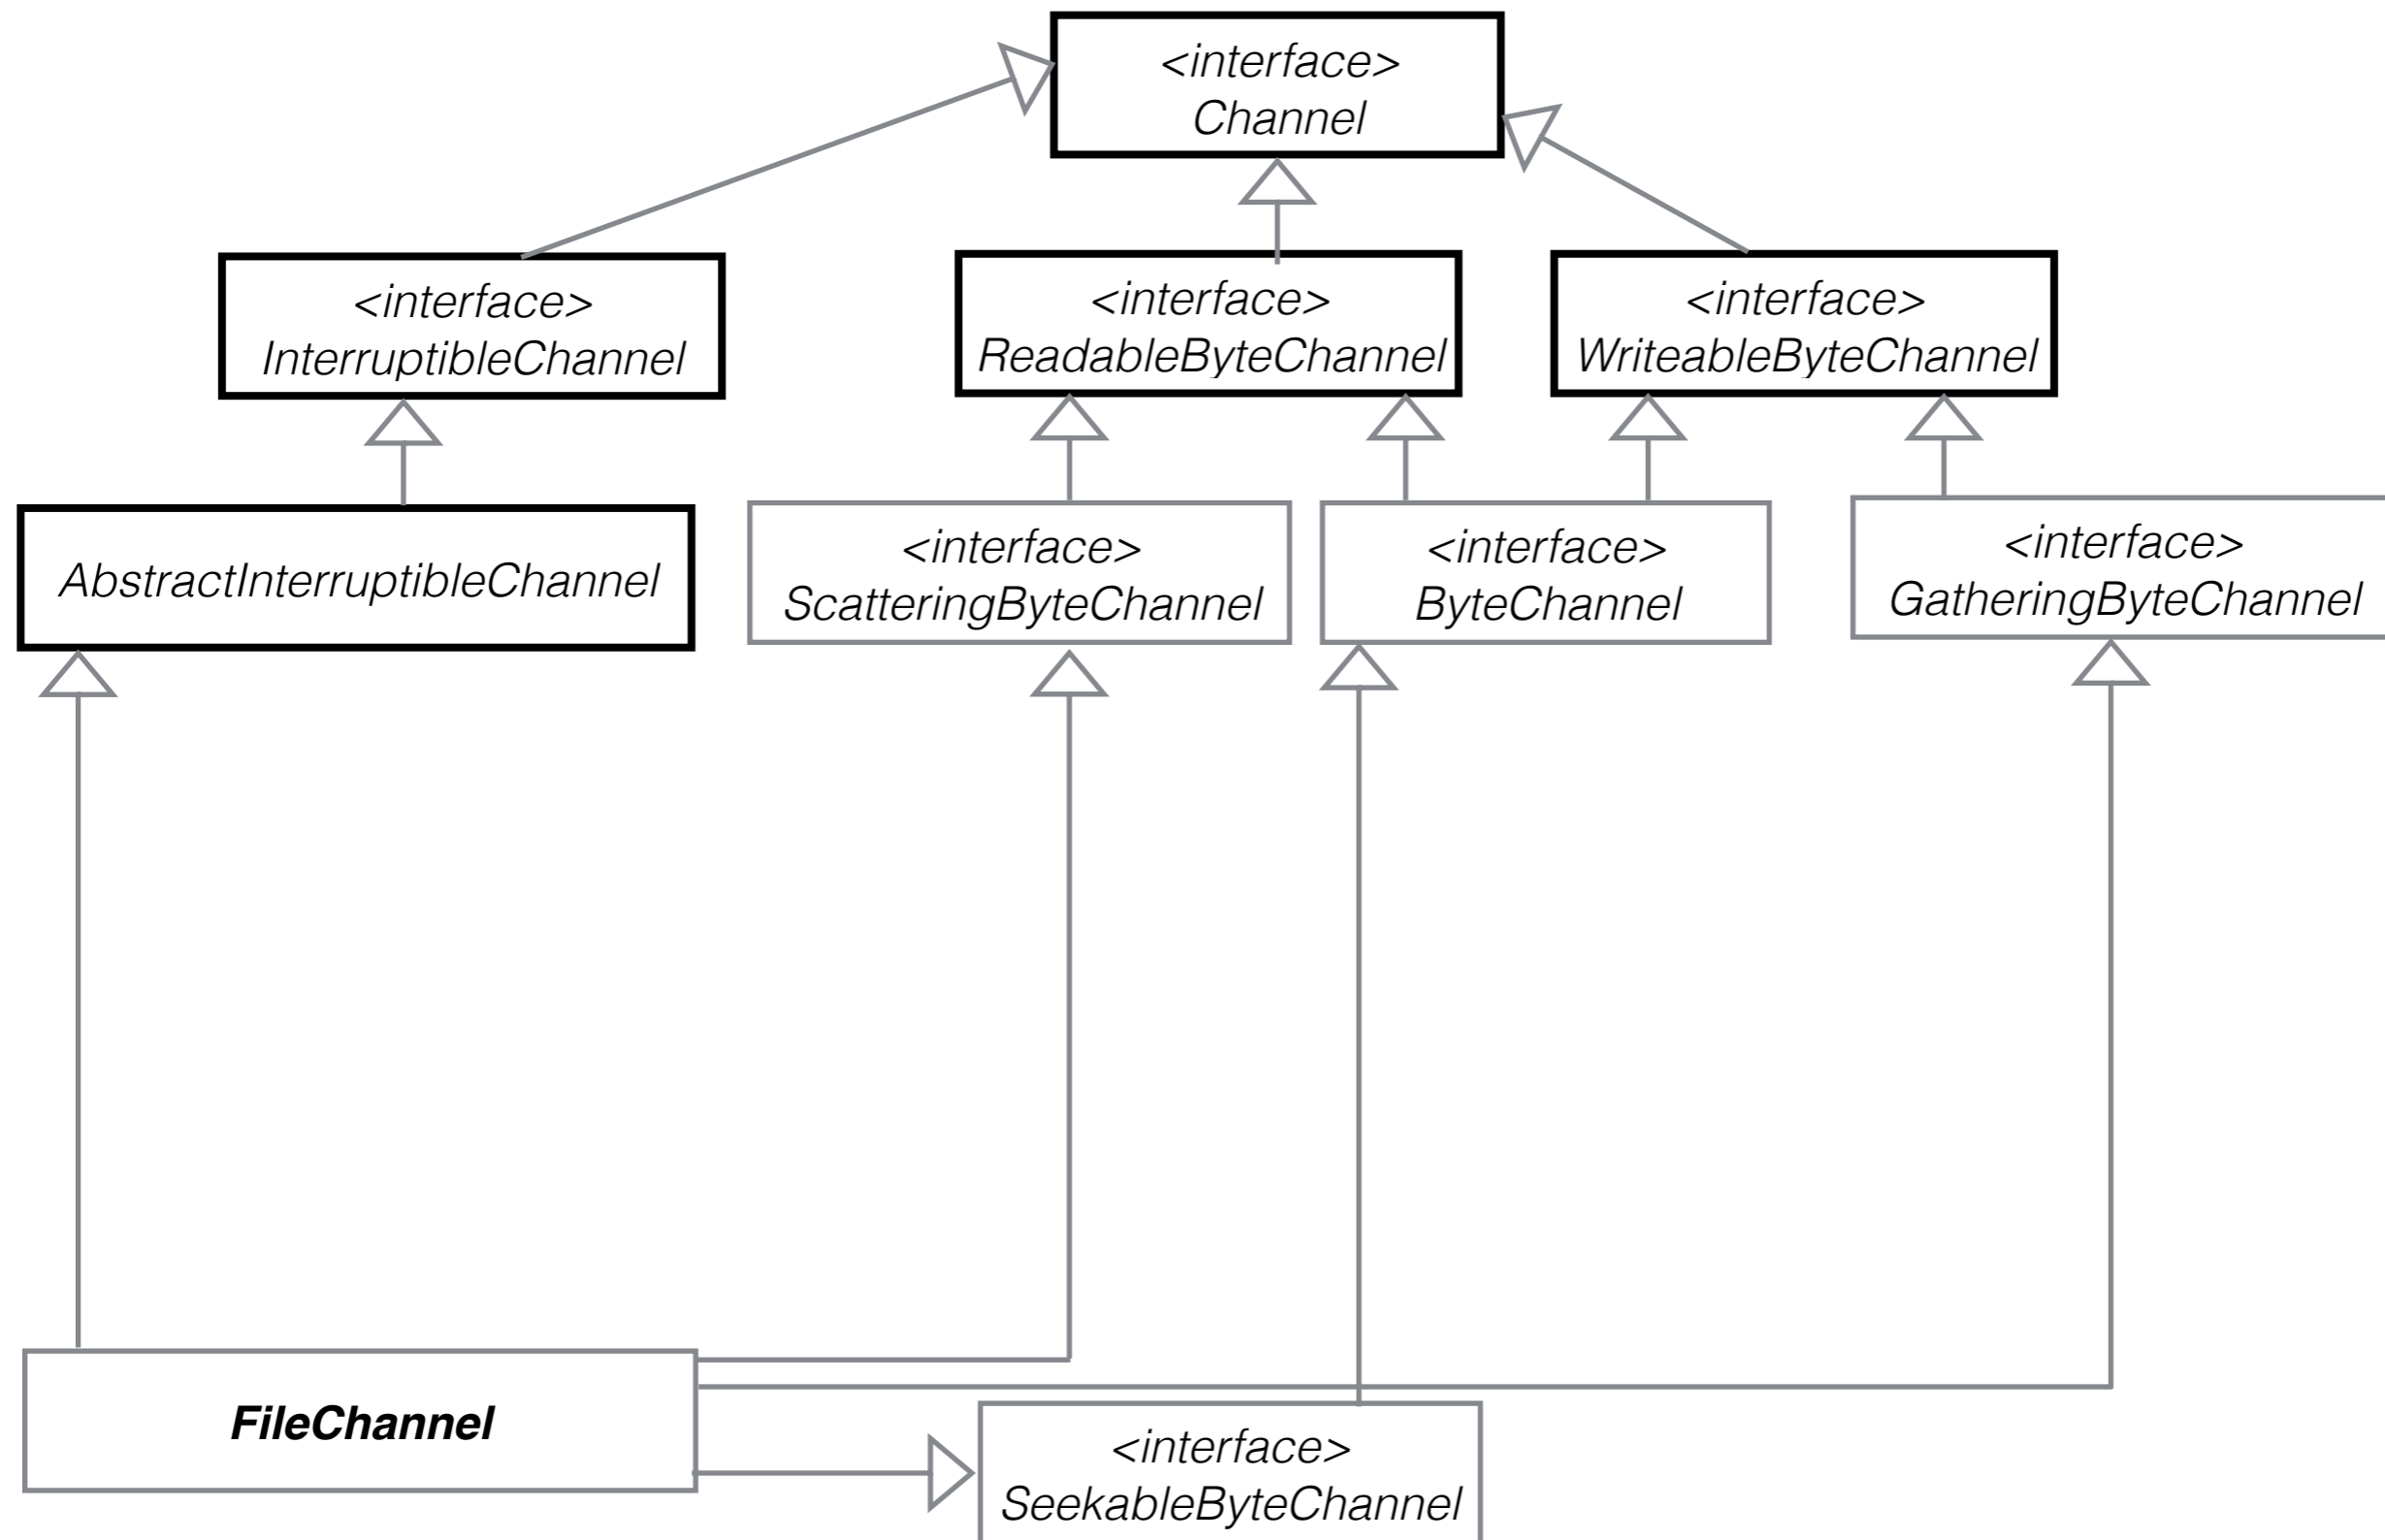 <interface>
Channel
<interface>
InterruptibleChannel
<interface>
ReadableByteChannel
<interface>
WriteableByteChannel
AbstractInterruptibleChannel
<interface>
ScatteringByteChannel
<interface>
ByteChannel
<interface>
GatheringByteChannel
FileChannel
<interface>
SeekableByteChannel